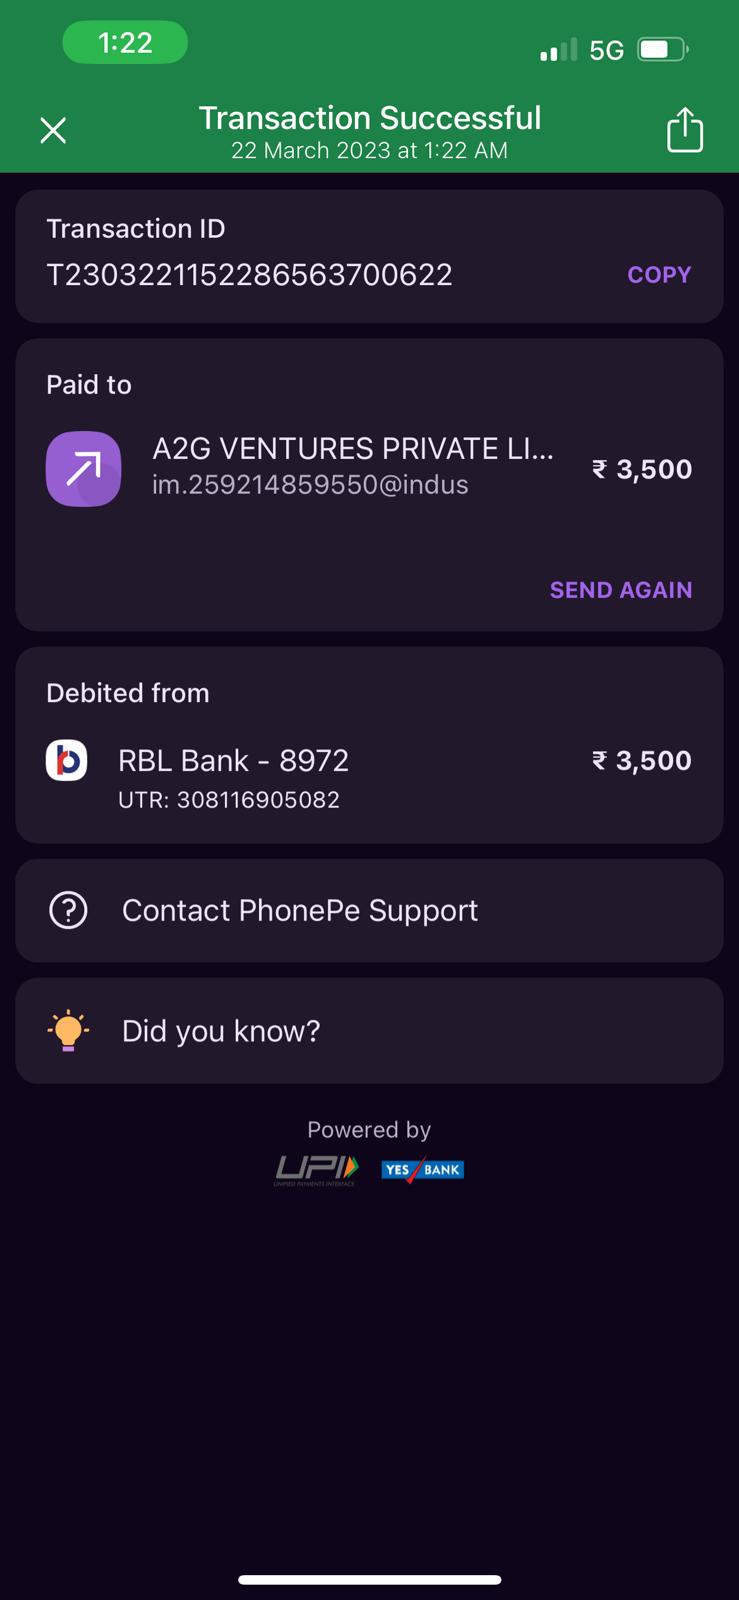 1:22
5G
Transaction Successful
22 March 2023 at 1:22 AM
Transaction ID
T2303221152286563700622
COPY
Paid to
A2G VENTURES PRIVATE LI...
₹ 3,500
im.259214859550@indus
SEND AGAIN
Debited from
RBL Bank - 8972
₹ 3,500
UTR: 308116905082
Contact PhonePe Support
Did you know?
Powered by
UPI
UNIFIED PAYMENTS INTERFACE
YES BANK